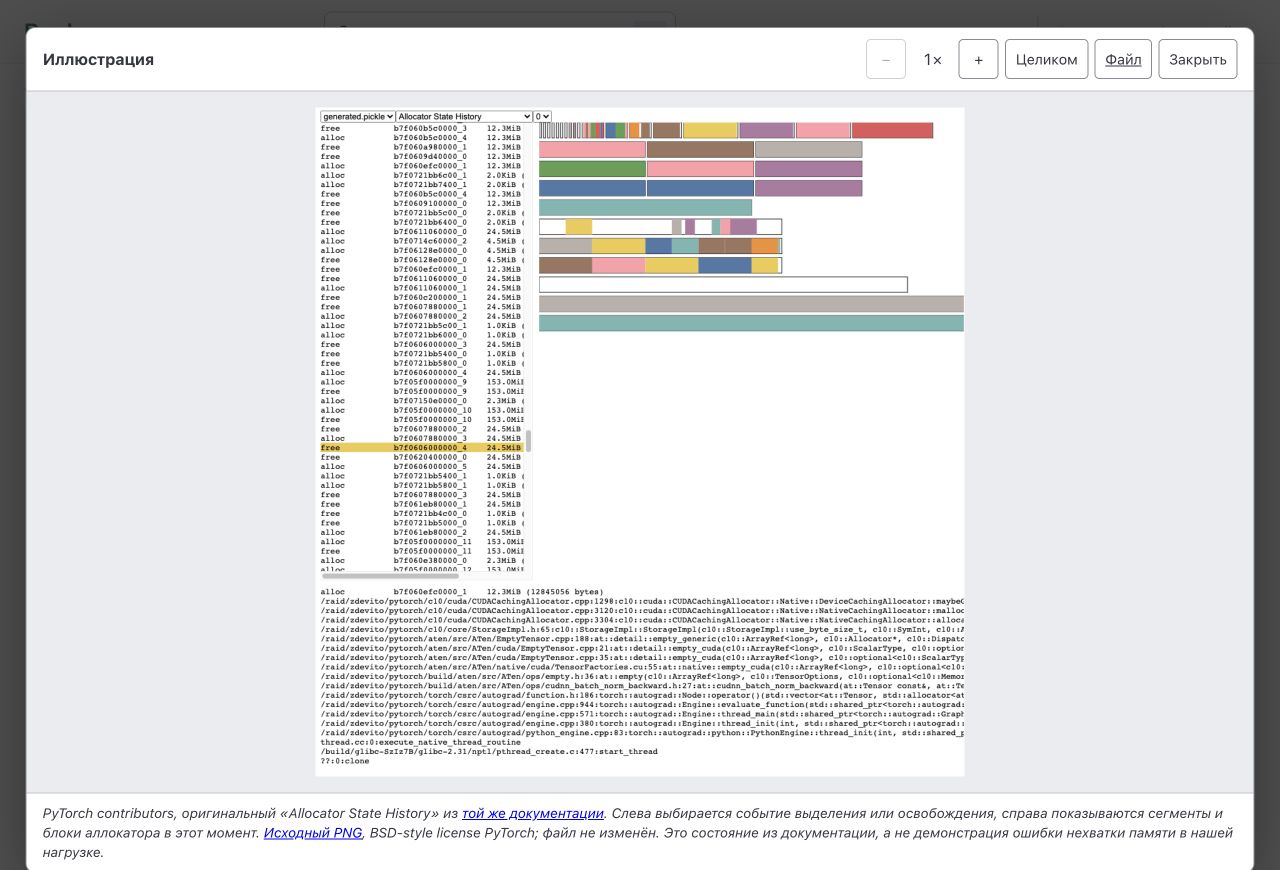 Иллюстрация
− 1× + Целиком Файл Закрыть
generated.pickle Allocator State History 0
free b7f060b5c0000_3 12.3MiB
alloc b7f060b5c0000_4 12.3MiB
free b7f060a980000_1 12.3MiB
free b7f0609d40000_0 12.3MiB
alloc b7f060efc0000_1 12.3MiB
alloc b7f0721bb6c00_1 2.0KiB (
alloc b7f0721bb7400_1 2.0KiB (
free b7f060b5c0000_4 12.3MiB
free b7f0609100000_0 12.3MiB
free b7f0721bb5c00_0 2.0KiB (
free b7f0721bb6400_0 2.0KiB (
alloc b7f0611060000_0 24.5MiB
alloc b7f0714c60000_2 4.5MiB (
alloc b7f06128e0000_0 4.5MiB (
free b7f06128e0000_0 4.5MiB (
free b7f060efc0000_1 12.3MiB
free b7f0611060000_0 24.5MiB
alloc b7f0611060000_1 24.5MiB
free b7f060c200000_1 24.5MiB
free b7f0607880000_1 24.5MiB
alloc b7f0607880000_2 24.5MiB
alloc b7f0721bb5c00_1 1.0KiB (
alloc b7f0721bb6000_0 1.0KiB (
free b7f0606000000_3 24.5MiB
free b7f0721bb5400_0 1.0KiB (
free b7f0721bb5800_0 1.0KiB (
alloc b7f0606000000_4 24.5MiB
alloc b7f05f0000000_9 153.0MiB
free b7f05f0000000_9 153.0MiB
alloc b7f07150e0000_0 2.3MiB (
alloc b7f05f0000000_10 153.0MiB
free b7f05f0000000_10 153.0MiB
free b7f0607880000_2 24.5MiB
alloc b7f0607880000_3 24.5MiB
free b7f0606000000_4 24.5MiB
free b7f0620400000_0 24.5MiB
alloc b7f0606000000_5 24.5MiB
alloc b7f0721bb5400_1 1.0KiB (
alloc b7f0721bb5800_1 1.0KiB (
free b7f0607880000_3 24.5MiB
free b7f061eb80000_1 24.5MiB
free b7f0721bb4c00_0 1.0KiB (
free b7f0721bb5000_0 1.0KiB (
alloc b7f061eb80000_2 24.5MiB
alloc b7f05f0000000_11 153.0MiB
free b7f05f0000000_11 153.0MiB
alloc b7f060e380000_0 2.3MiB (
alloc b7f05f0000000_12 153.0MiB
alloc b7f060efc0000_1 12.3MiB (12845056 bytes)
/raid/zdevito/pytorch/c10/cuda/CUDACachingAllocator.cpp:1298:c10::cuda::CUDACachingAllocator::Native::DeviceCachingAllocator::maybeG
/raid/zdevito/pytorch/c10/cuda/CUDACachingAllocator.cpp:3120:c10::cuda::CUDACachingAllocator::Native::NativeCachingAllocator::malloc
/raid/zdevito/pytorch/c10/cuda/CUDACachingAllocator.cpp:3304:c10::cuda::CUDACachingAllocator::Native::NativeCachingAllocator::alloca
/raid/zdevito/pytorch/c10/core/StorageImpl.h:65:c10::StorageImpl::StorageImpl(c10::StorageImpl::use_byte_size_t, c10::SymInt, c10::A
/raid/zdevito/pytorch/aten/src/ATen/EmptyTensor.cpp:188:at::detail::empty_generic(c10::ArrayRef<long>, c10::Allocator*, c10::Dispatc
/raid/zdevito/pytorch/aten/src/ATen/cuda/EmptyTensor.cpp:21:at::detail::empty_cuda(c10::ArrayRef<long>, c10::ScalarType, c10::option
/raid/zdevito/pytorch/aten/src/ATen/cuda/EmptyTensor.cpp:35:at::detail::empty_cuda(c10::ArrayRef<long>, c10::optional<c10::ScalarTyp
/raid/zdevito/pytorch/aten/src/ATen/native/cuda/TensorFactories.cu:55:at::native::empty_cuda(c10::ArrayRef<long>, c10::optional<c10:
/raid/zdevito/pytorch/build/aten/src/ATen/ops/empty.h:36:at::empty(c10::ArrayRef<long>, c10::TensorOptions, c10::optional<c10::Memor
/raid/zdevito/pytorch/build/aten/src/ATen/ops/cudnn_batch_norm_backward.h:27:at::cudnn_batch_norm_backward(at::Tensor const&, at::Te
/raid/zdevito/pytorch/torch/csrc/autograd/function.h:186:torch::autograd::Node::operator()(std::vector<at::Tensor, std::allocator<at
/raid/zdevito/pytorch/torch/csrc/autograd/engine.cpp:944:torch::autograd::Engine::evaluate_function(std::shared_ptr<torch::autograd:
/raid/zdevito/pytorch/torch/csrc/autograd/engine.cpp:571:torch::autograd::Engine::thread_main(std::shared_ptr<torch::autograd::Graph
/raid/zdevito/pytorch/torch/csrc/autograd/engine.cpp:380:torch::autograd::Engine::thread_init(int, std::shared_ptr<torch::autograd::
/raid/zdevito/pytorch/torch/csrc/autograd/python_engine.cpp:83:torch::autograd::python::PythonEngine::thread_init(int, std::shared_p
thread.cc:0:execute_native_thread_routine
/build/glibc-SzIz7B/glibc-2.31/nptl/pthread_create.c:477:start_thread
??:0:clone
PyTorch contributors, оригинальный «Allocator State History» из той же документации. Слева выбирается событие выделения или освобождения, справа показываются сегменты и
блоки аллокатора в этот момент. Исходный PNG, BSD-style license PyTorch; файл не изменён. Это состояние из документации, а не демонстрация ошибки нехватки памяти в нашей
нагрузке.